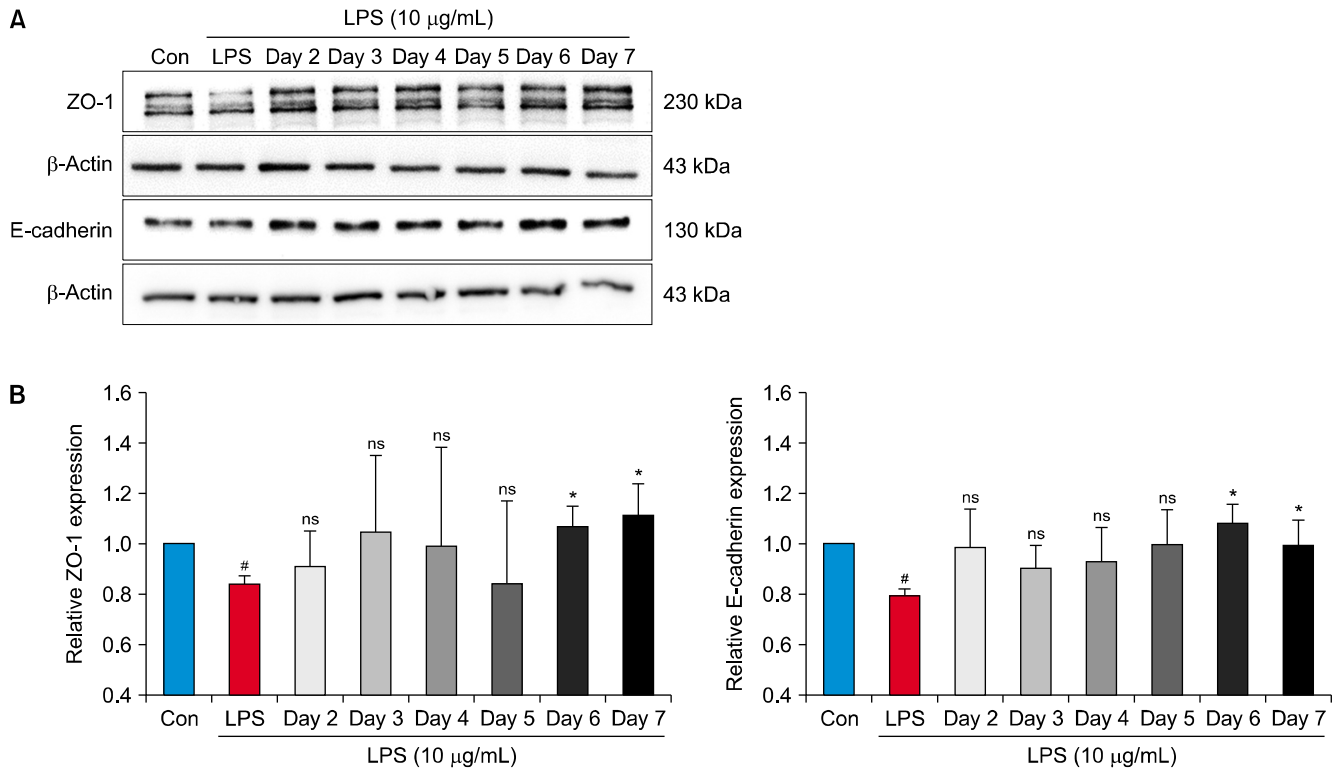 A
LPS (10 μg/mL)
Con LPS Day 2 Day 3 Day 4 Day 5 Day 6 Day 7
ZO-1 230 kDa
β-Actin 43 kDa
E-cadherin 130 kDa
β-Actin 43 kDa
B
Relative ZO-1 expression
1.6
1.4
1.2
1.0
0.8
0.6
0.4
# ns ns ns ns * *
Con LPS Day 2 Day 3 Day 4 Day 5 Day 6 Day 7
LPS (10 μg/mL)
Relative E-cadherin expression
1.6
1.4
1.2
1.0
0.8
0.6
0.4
# ns ns ns ns * *
Con LPS Day 2 Day 3 Day 4 Day 5 Day 6 Day 7
LPS (10 μg/mL)